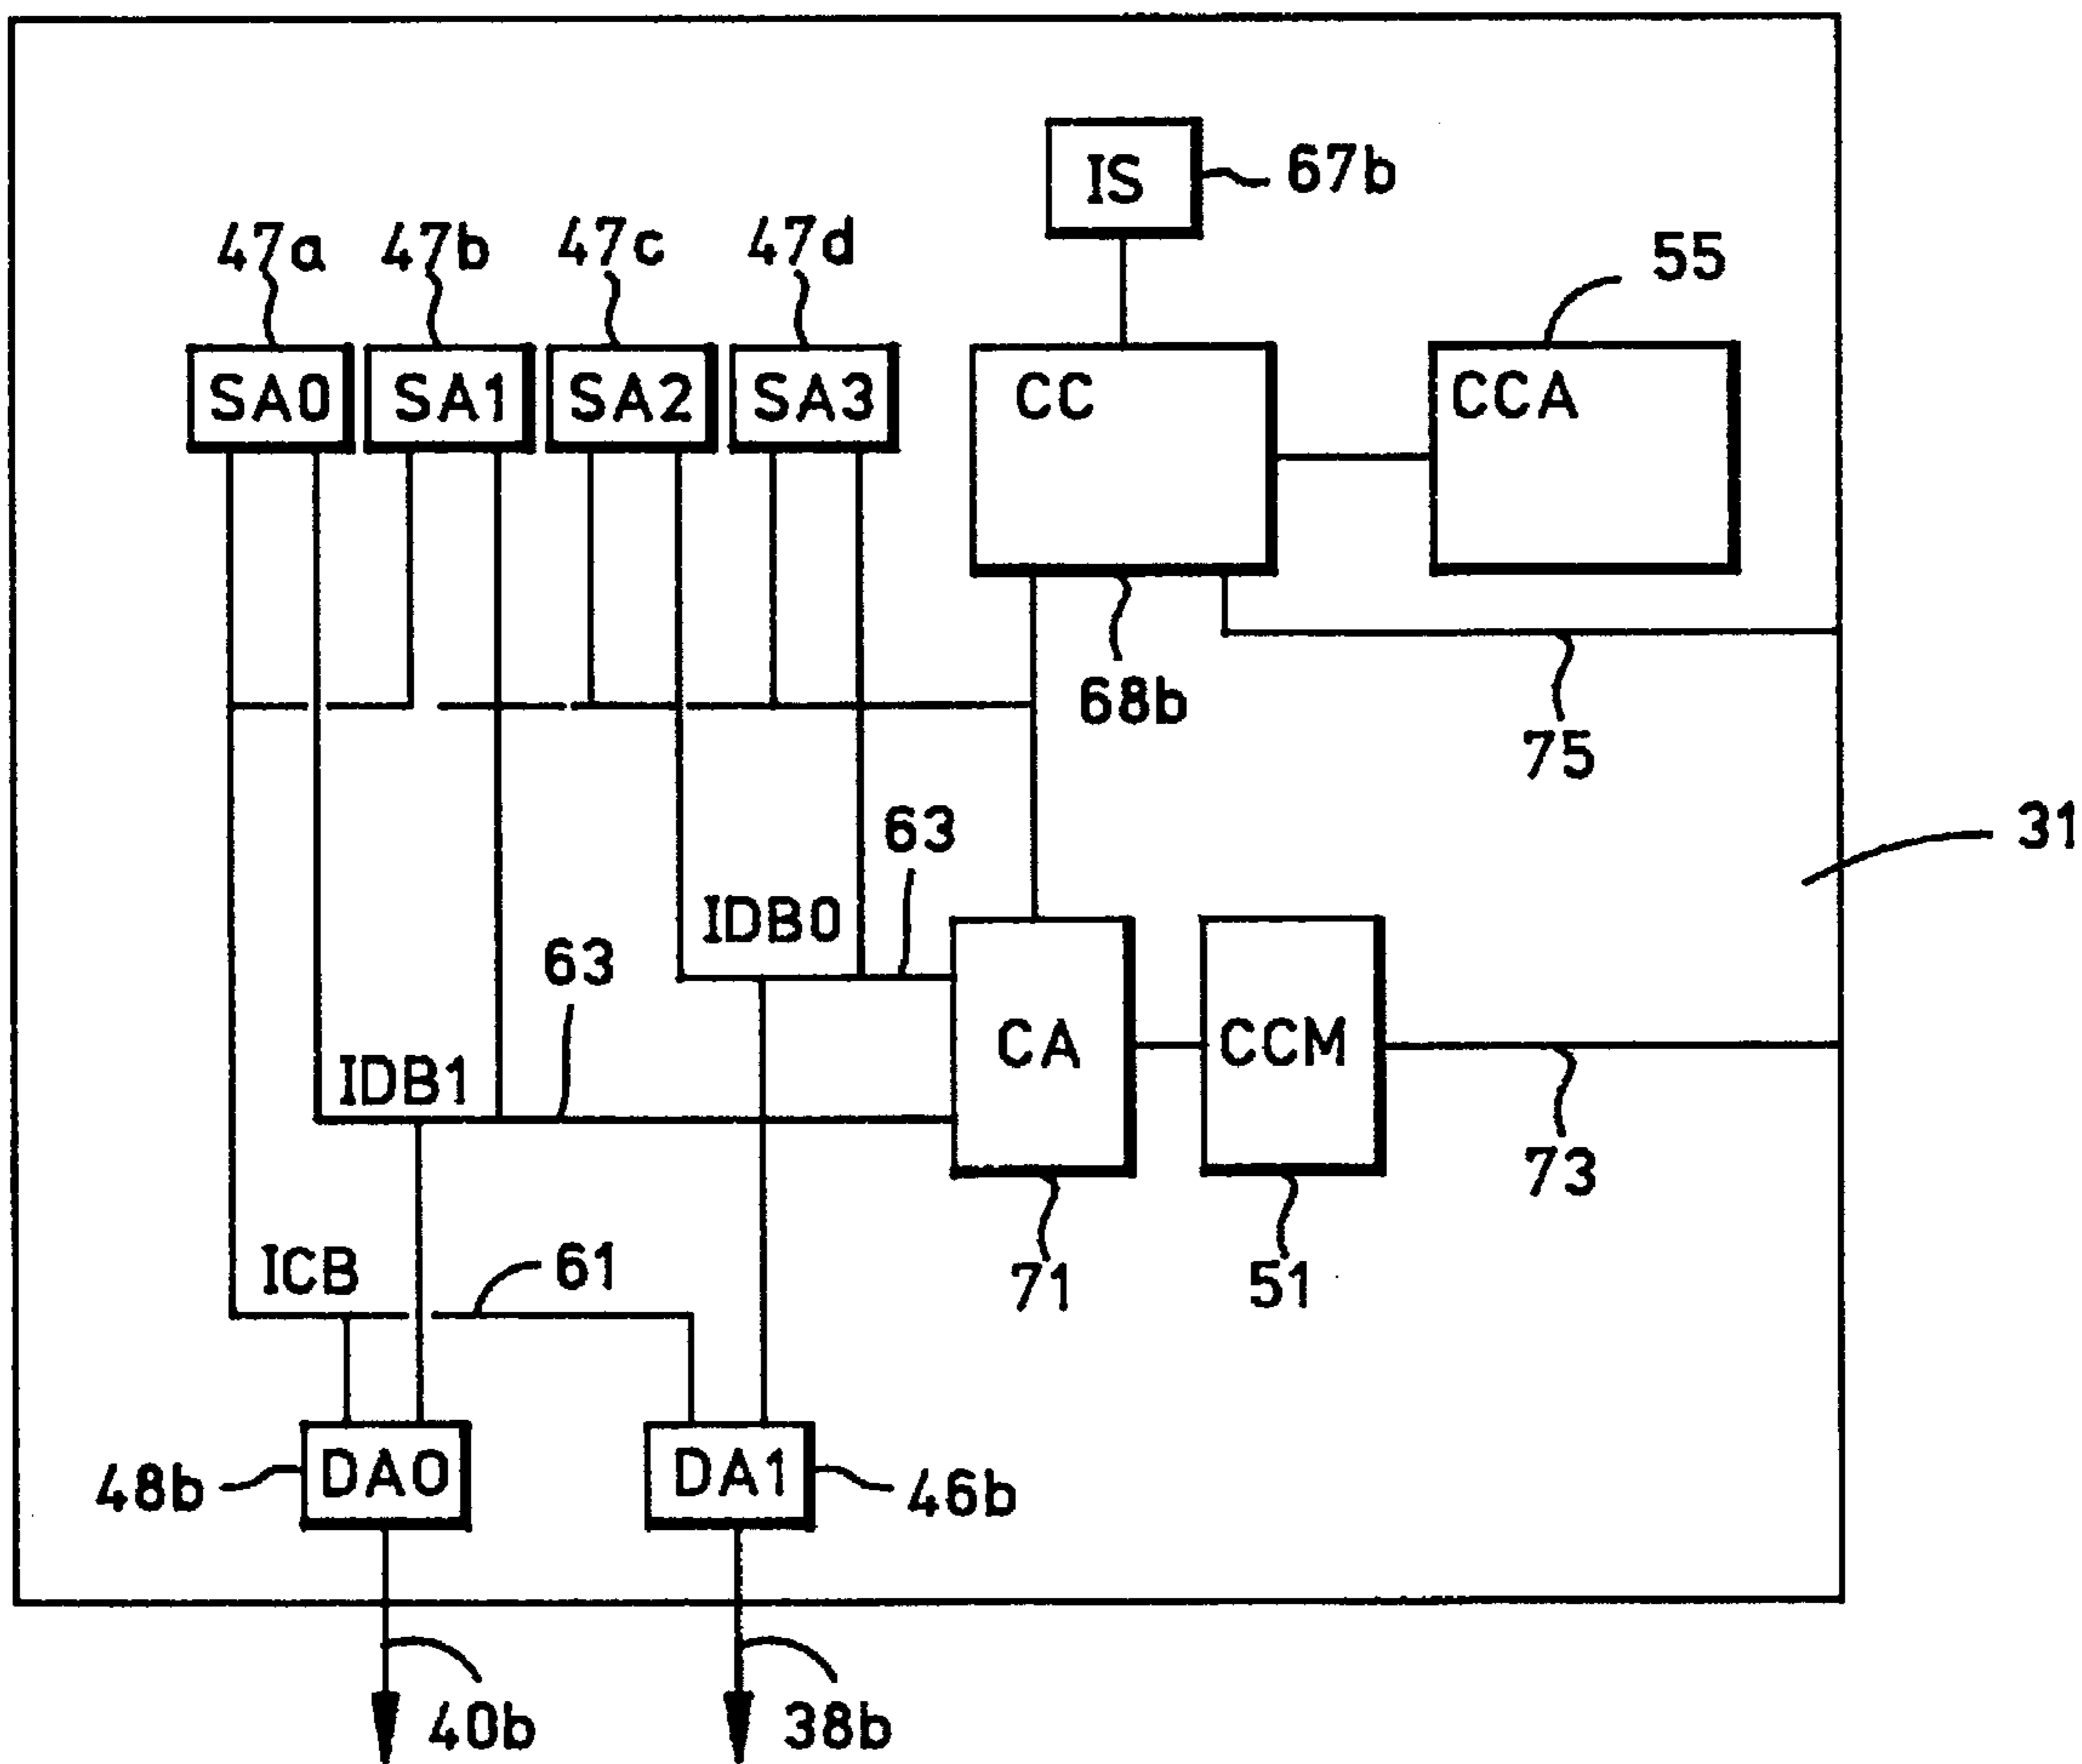 IS
67b
47a 47b 47c 47d
55
SA0 SA1 SA2 SA3
CC
CCA
68b
75
31
63
IDB0
63
CA
CCM
IDB1
73
ICB
61
71
51
DA0
DA1
48b
46b
40b
38b